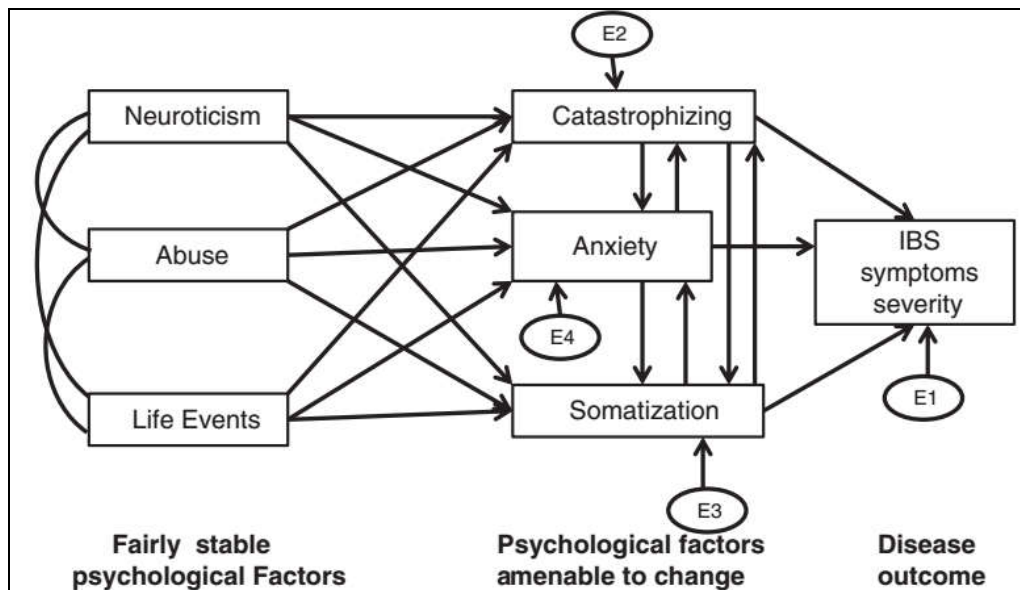 E2
Neuroticism
Catastrophizing
Abuse
Anxiety
IBS
symptoms
severity
E4
Life Events
Somatization
E1
E3
Fairly stable
psychological Factors
Psychological factors
amenable to change
Disease
outcome